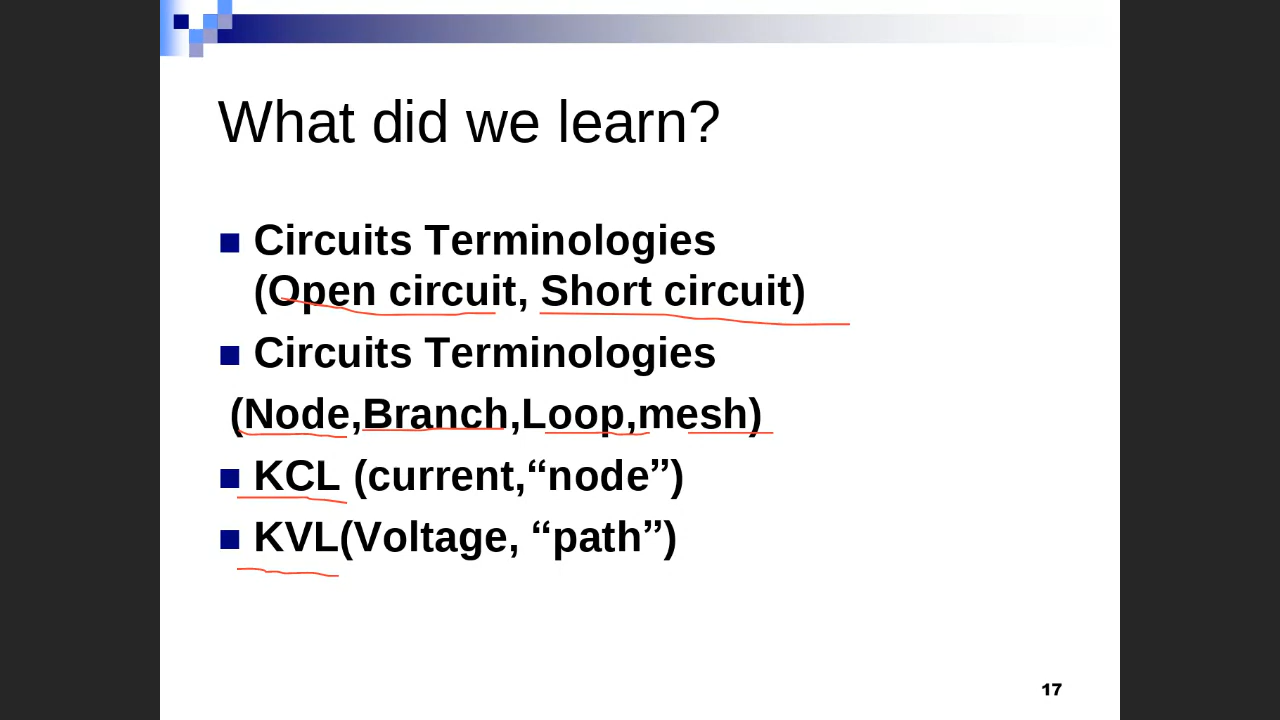 What did we learn?
Circuits Terminologies
(Open circuit, Short circuit)
Circuits Terminologies
(Node,Branch,Loop,mesh)
KCL (current,“node”)
KVL(Voltage, “path”)
17